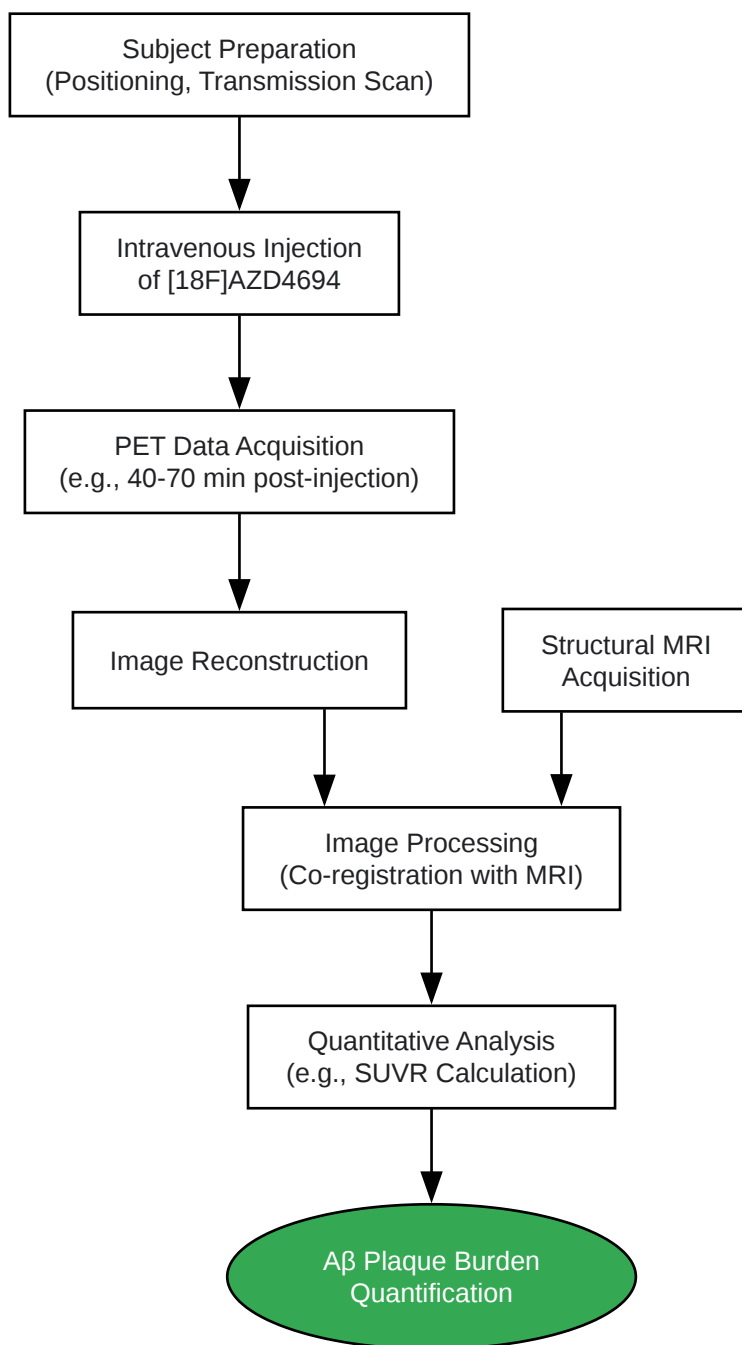 Subject Preparation
(Positioning, Transmission Scan)
Intravenous Injection
of [18F]AZD4694
PET Data Acquisition
(e.g., 40-70 min post-injection)
Image Reconstruction
Structural MRI
Acquisition
Image Processing
(Co-registration with MRI)
Quantitative Analysis
(e.g., SUVR Calculation)
Aβ Plaque Burden
Quantification